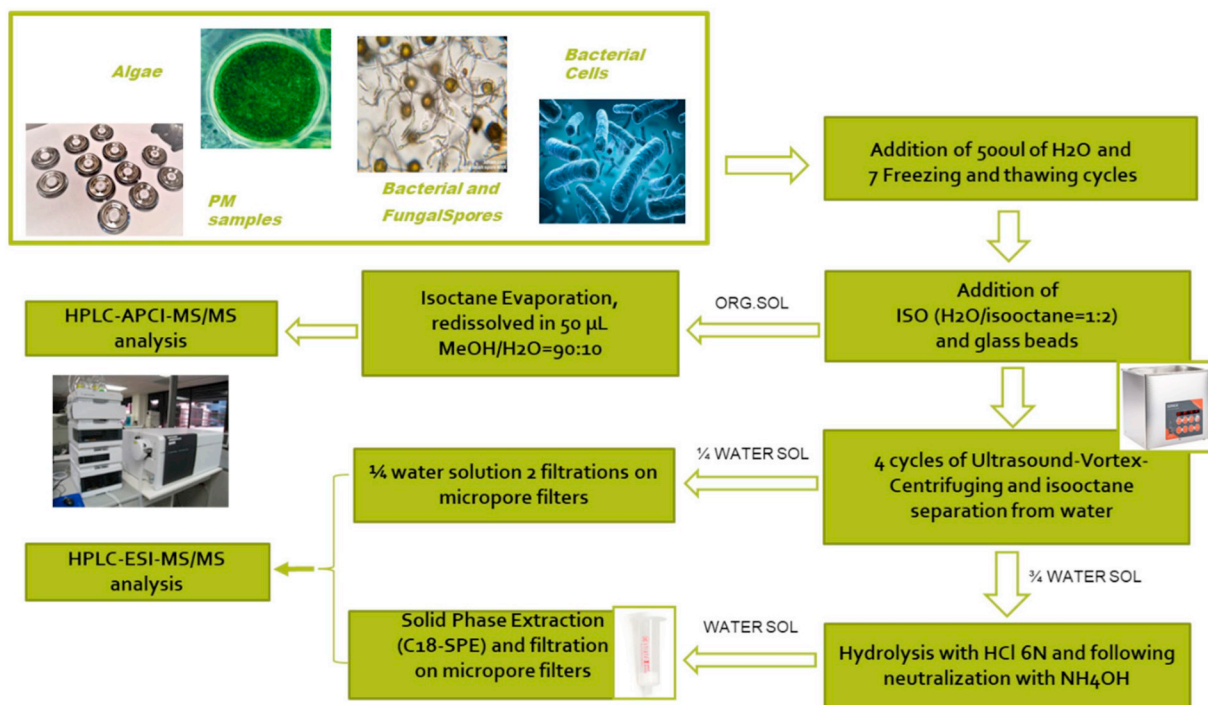 Algae
Bacterial
Cells
PM
samples
Bacterial and
FungalSpores
Addition of 500ul of H2O and
7 Freezing and thawing cycles
HPLC-APCI-MS/MS
analysis
Isoctane Evaporation,
redissolved in 50 µL
MeOH/H2O=90:10
ORG.SOL
Addition of
ISO (H2O/isooctane=1:2)
and glass beads
¼ water solution 2 filtrations on
micropore filters
¼ WATER SOL
4 cycles of Ultrasound-Vortex-
Centrifuging and isooctane
separation from water
HPLC-ESI-MS/MS
analysis
¾ WATER SOL
Solid Phase Extraction
(C18-SPE) and filtration
on micropore filters
WATER SOL
Hydrolysis with HCl 6N and following
neutralization with NH4OH